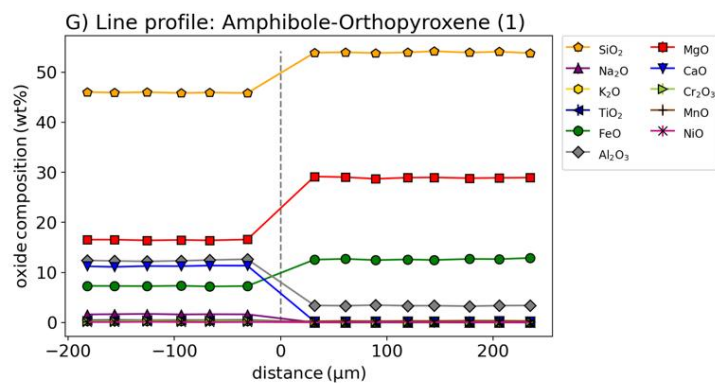 G) Line profile: Amphibole-Orthopyroxene (1)
oxide composition (wt%)
50
40
30
20
10
0
−200
−100
0
100
200
distance (μm)
SiO₂
Na₂O
K₂O
TiO₂
FeO
Al₂O₃
MgO
CaO
Cr₂O₃
MnO
NiO